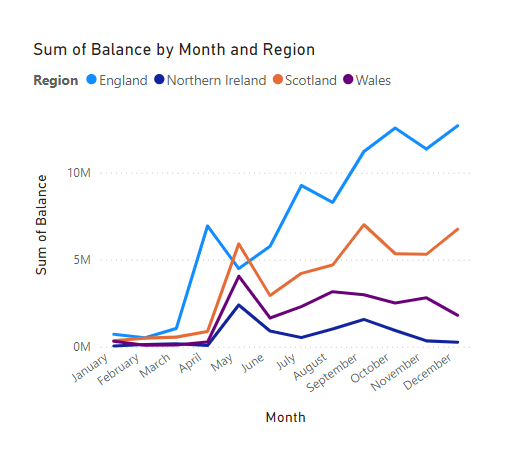 Sum of Balance by Month and Region
Region England Northern Ireland Scotland Wales
10M
5M
0M
Sum of Balance
January
February
March
April
May
June
July
August
September
October
November
December
Month